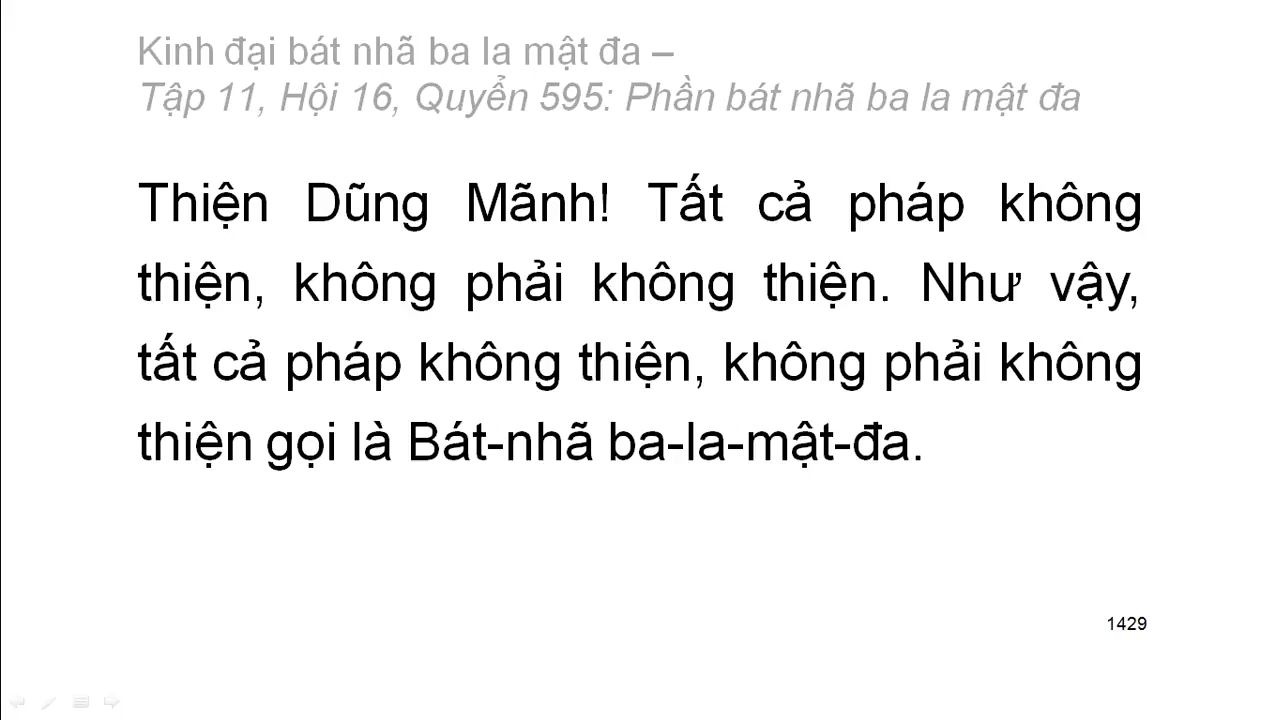 Kinh đại bát nhã ba la mật đa –
Tập 11, Hội 16, Quyển 595: Phần bát nhã ba la mật đa
Thiện Dũng Mãnh! Tất cả pháp không
thiện, không phải không thiện. Như vậy,
tất cả pháp không thiện, không phải không
thiện gọi là Bát-nhã ba-la-mật-đa.
1429